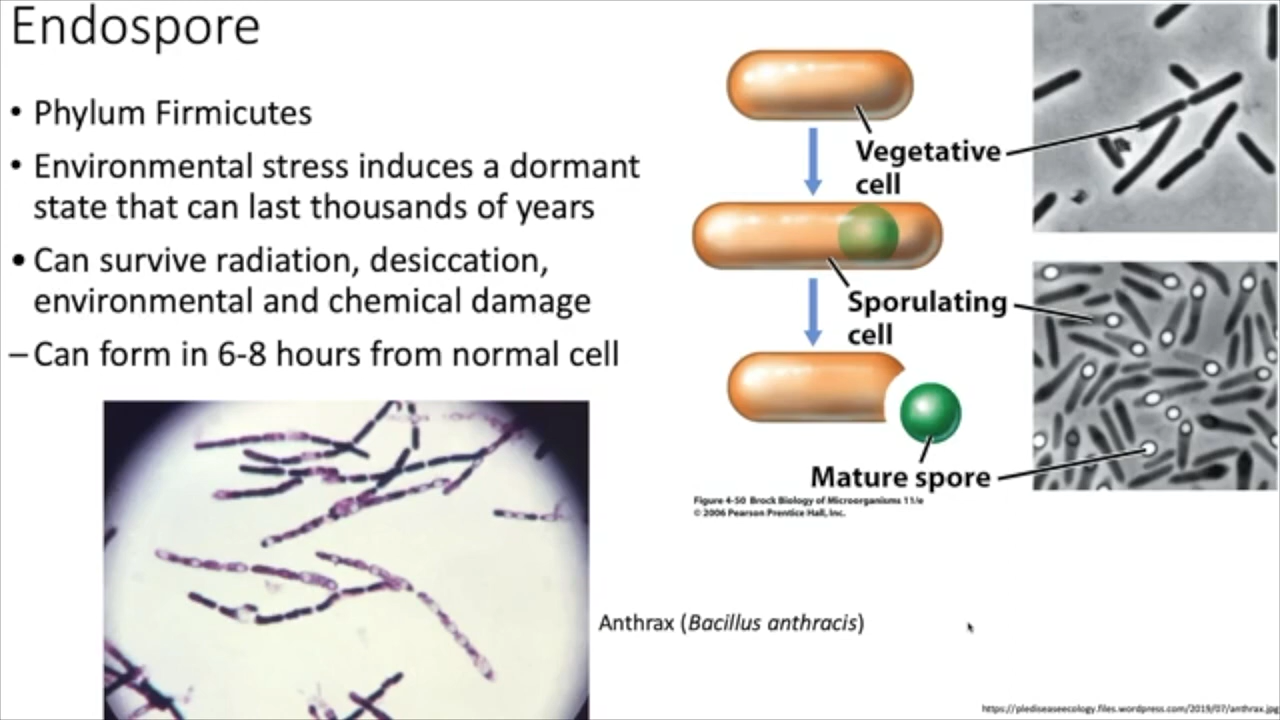 Endospore
• Phylum Firmicutes
• Environmental stress induces a dormant
state that can last thousands of years
• Can survive radiation, desiccation,
environmental and chemical damage
– Can form in 6-8 hours from normal cell
Vegetative
cell
Sporulating
cell
Mature spore
Figure 4-50 Brock Biology of Microorganisms 11/e
© 2006 Pearson Prentice Hall, Inc.
Anthrax (Bacillus anthracis)
https://plediseaseecology.files.wordpress.com/2019/07/anthrax.jpg